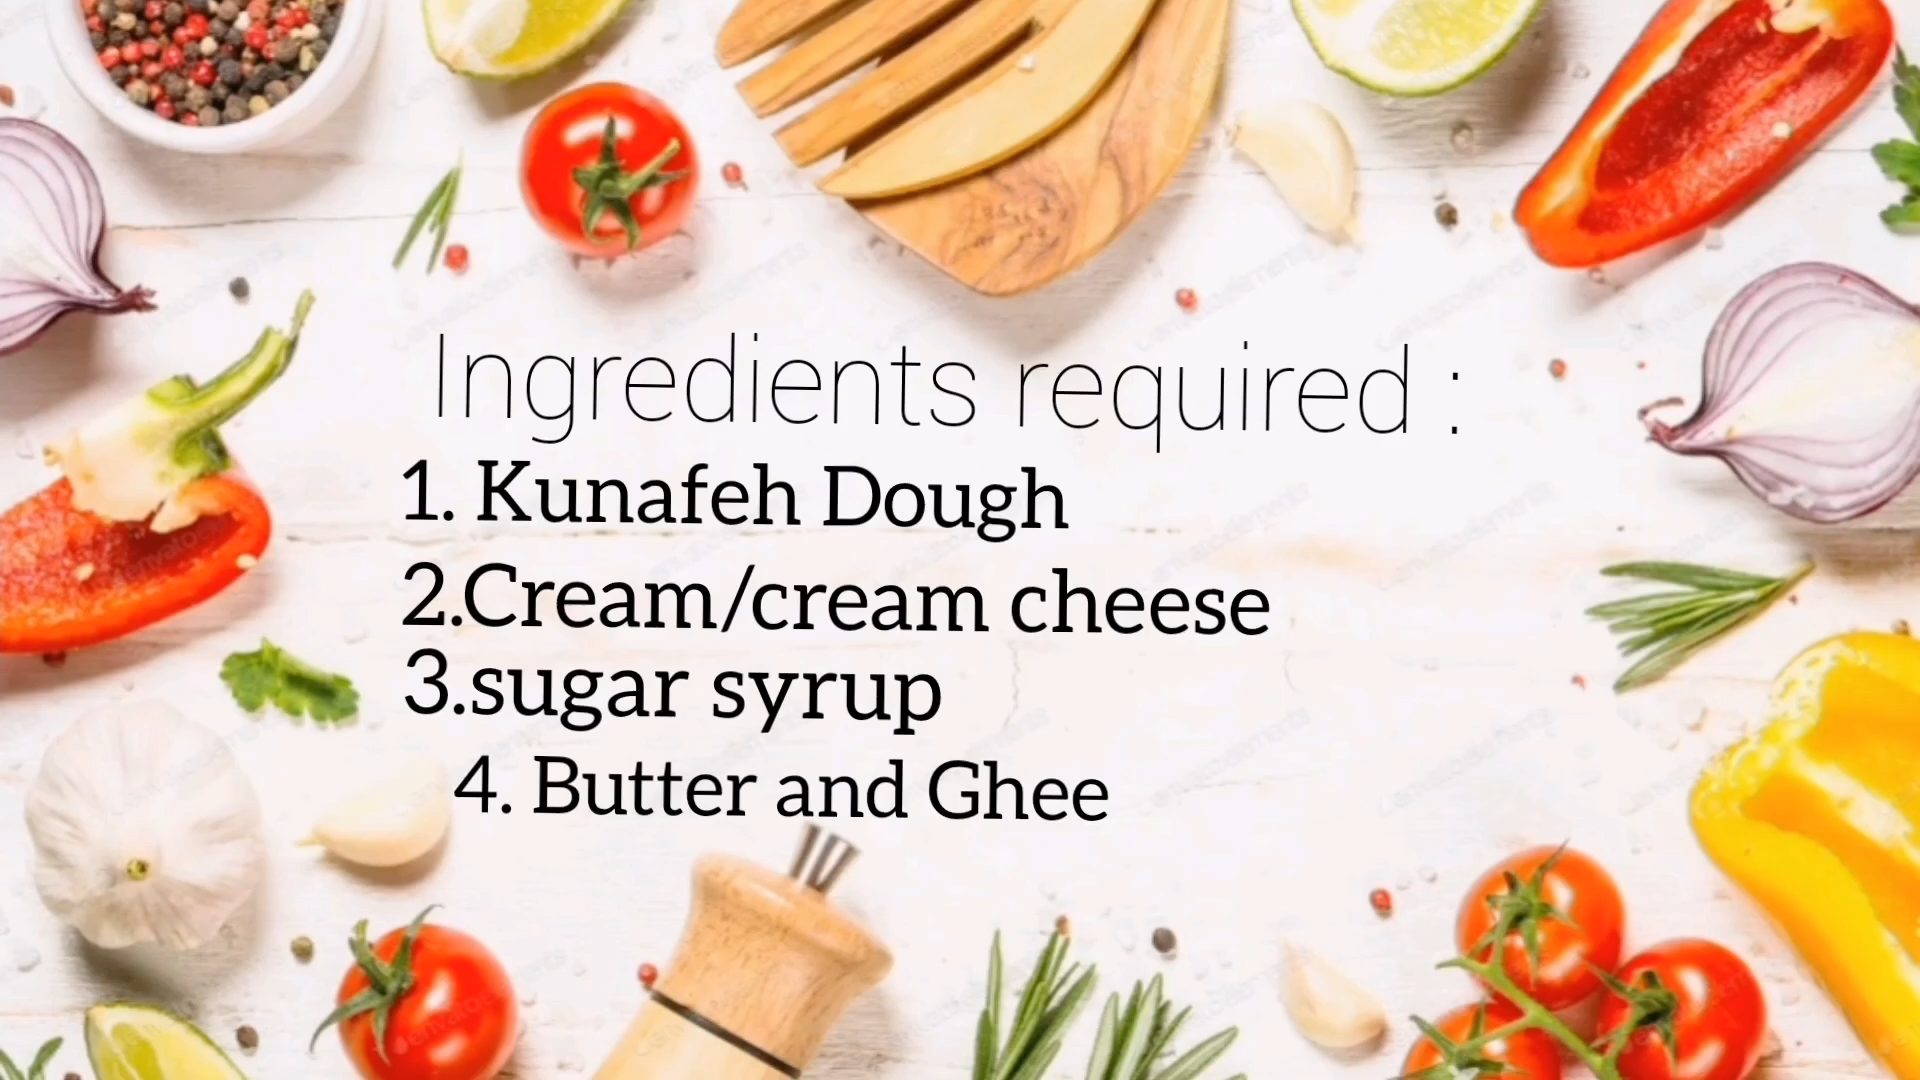 Ingredients required :
1. Kunafeh Dough
2.Cream/cream cheese
3.sugar syrup
4. Butter and Ghee